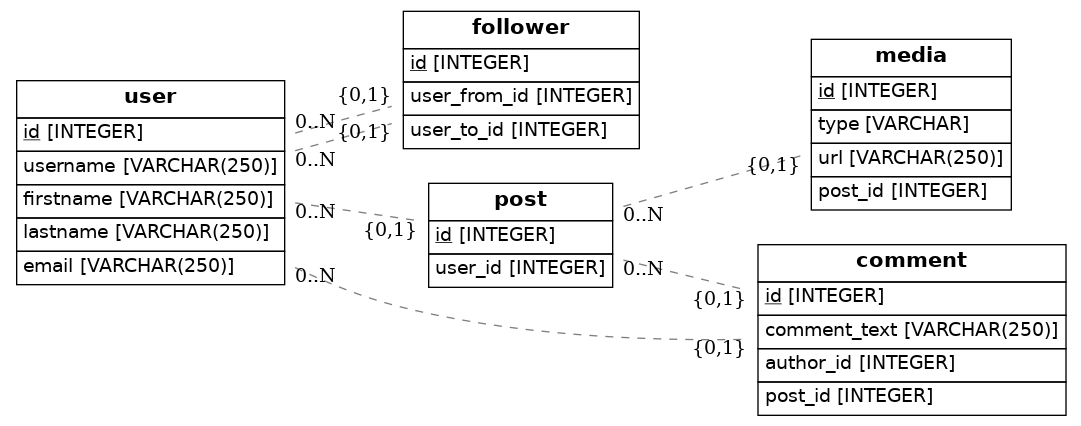 user
id [INTEGER]
username [VARCHAR(250)]
firstname [VARCHAR(250)]
lastname [VARCHAR(250)]
email [VARCHAR(250)]
0..N
0..N
0..N
0..N
{0,1}
{0,1}
{0,1}
follower
id [INTEGER]
user_from_id [INTEGER]
user_to_id [INTEGER]
post
id [INTEGER]
user_id [INTEGER]
0..N
0..N
{0,1}
{0,1}
{0,1}
media
id [INTEGER]
type [VARCHAR]
url [VARCHAR(250)]
post_id [INTEGER]
comment
id [INTEGER]
comment_text [VARCHAR(250)]
author_id [INTEGER]
post_id [INTEGER]